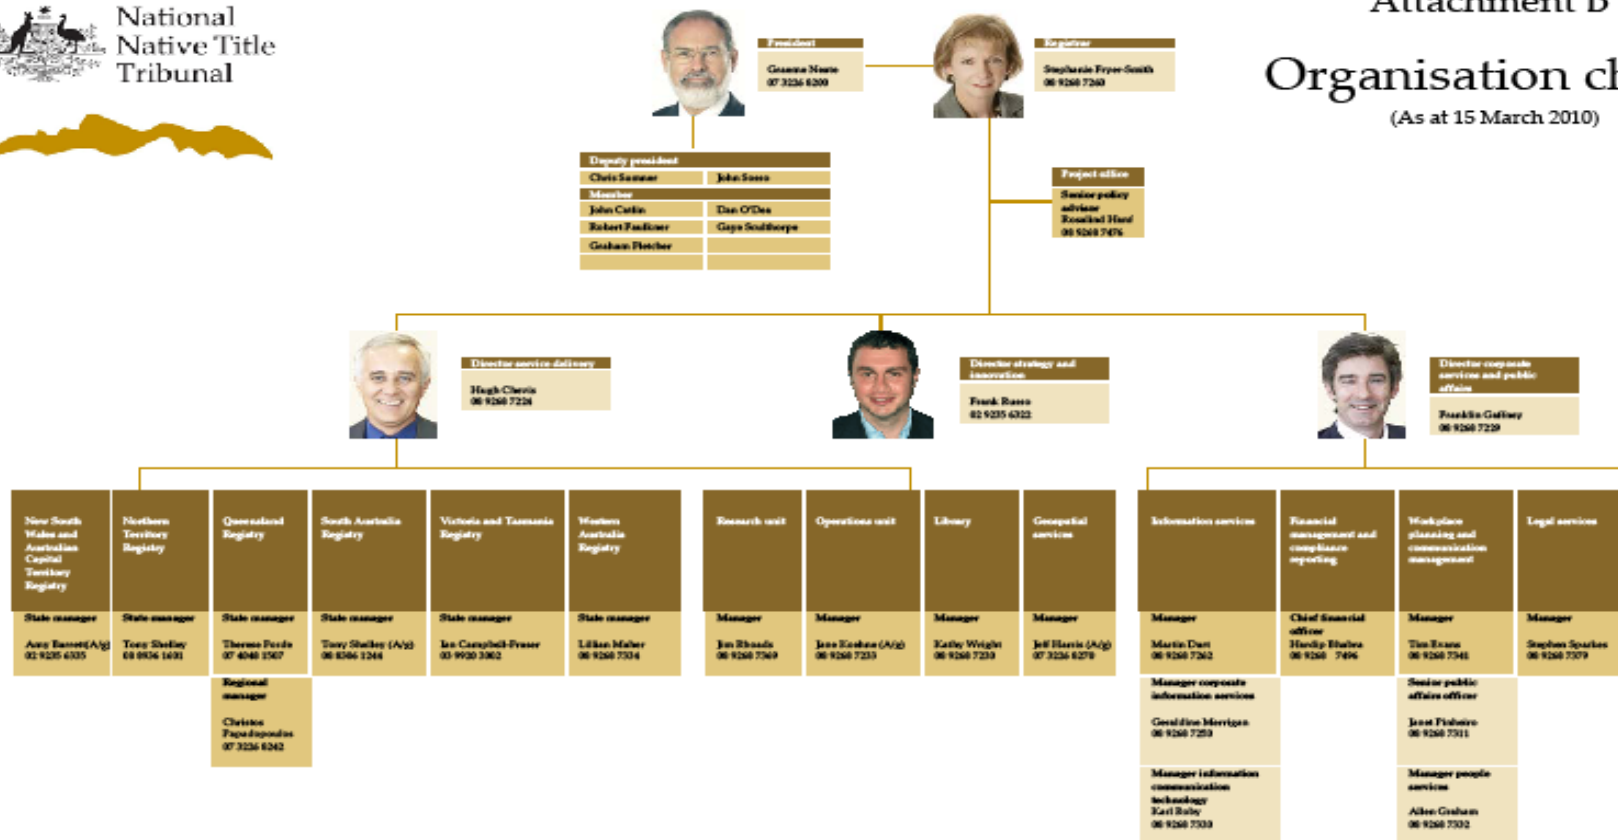 National
Native Title
Tribunal
Attachment B
Organisation ch
(As at 15 March 2010)
President
Graeme Neate
07 3226 8200
Registrar
Stephanie Fryer-Smith
08 9268 7260
Deputy president
Chris Sumner
John Sosso
Member
John Catlin
Dan O'Dea
Robert Faulkner
Gaye Sculthorpe
Graham Fletcher
Project office
Senior policy
adviser
Rosalind
08 9268 7476
Director service delivery
Hugh Chevis
08 9268 7224
Director strategy and
innovation
Frank Russo
02 9235 6322
Director corporate
services and public
affairs
Franklin Gaffney
08 9268 7229
New South
Wales and
Australian
Capital
Territory
Registry
State manager
Amy Barrett(A/g)
02 9235 6335
Northern
Territory
Registry
State manager
Tony Shelley
08 8936 1601
Queensland
Registry
State manager
Therese Forde
07 4048 1507
Regional
manager
Christos
Papadopoulos
07 3226 8242
South Australia
Registry
State manager
Tony Shelley (A/g)
08 8306 1244
Victoria and Tasmania
Registry
State manager
Ian Campbell-Fraser
03 9920 3002
Western
Australia
Registry
State manager
Lillian Maher
08 9268 7334
Research unit
Manager
Jim Rhoads
08 9268 7369
Operations unit
Manager
Jane (A/g)
08 9268 7233
Library
Manager
Kathy Wright
08 9268 7230
Geospatial
services
Manager
Jeff Harris (A/g)
07 3226 8270
Information services
Manager
Martin Dart
08 9268 7262
Manager corporate
information services
Geraldine Merrigan
08 9268 7250
Manager information
communication
technology
Karl Roby
08 9268 7330
Financial
management and
compliance
reporting
Chief financial
officer
Hardip Bhabra
08 9268 7496
Workplace
planning and
communication
management
Manager
Tim Evans
08 9268 7341
Senior public
affairs officer
Janet Pinheiro
08 9268 7311
Manager people
services
Allen Graham
08 9268 7332
Legal services
Manager
Stephen Sparkes
08 9268 7379